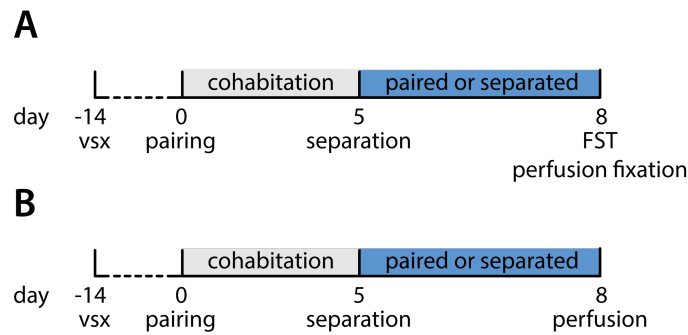 A
cohabitation paired or separated
day -14 0 5 8
vsx pairing separation FST
perfusion fixation
B
cohabitation paired or separated
day -14 0 5 8
vsx pairing separation perfusion